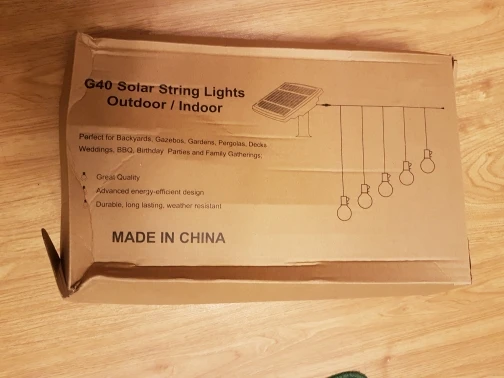 G40 Solar String Lights
Outdoor / Indoor
Perfect for Backyards, Gazebos, Gardens, Pergolas, Decks
Weddings, BBQ, Birthday Parties and Family Gatherings;
Great Quality
Advanced energy-efficient design
Durable, long lasting, weather resistant
MADE IN CHINA